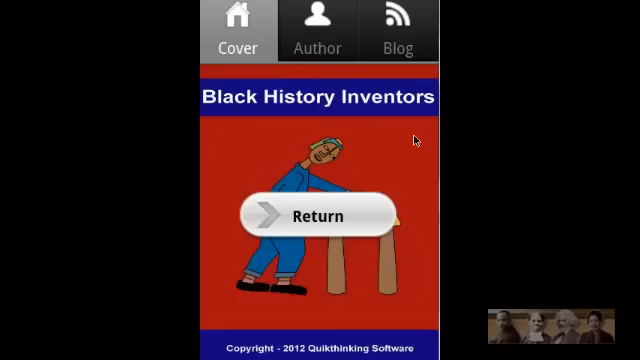 Cover Author Blog
Black History Inventors
Return
Copyright - 2012 Quikthinking Software